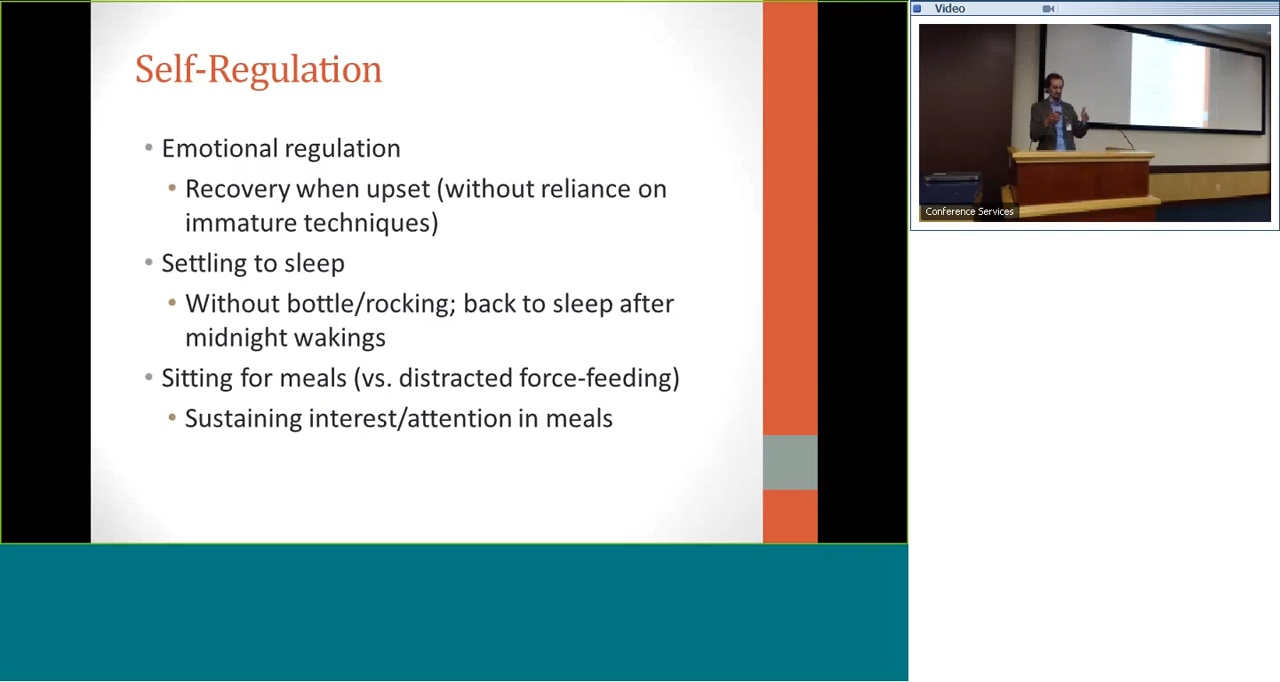 Self-Regulation
• Emotional regulation
• Recovery when upset (without reliance on
immature techniques)
• Settling to sleep
• Without bottle/rocking; back to sleep after
midnight wakings
• Sitting for meals (vs. distracted force-feeding)
• Sustaining interest/attention in meals
Video
Conference Services